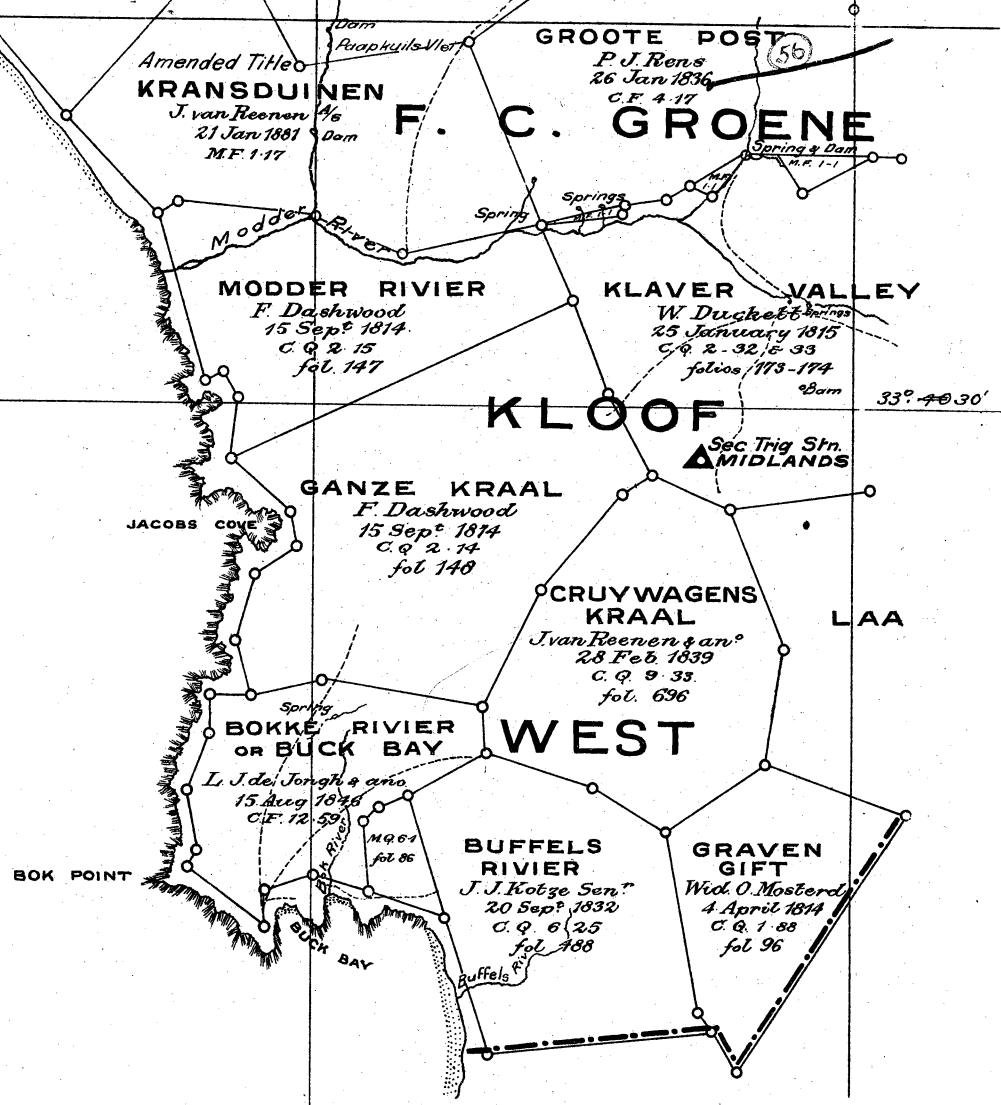 Dam
Paapkuils Vlei
Amended Title
KRANSDUINEN
J. van Reenen A/S
21 Jan 1881
M.F. 1·17
Dam
GROOTE POST
P. J. Rens
26 Jan 1836
C.F. 4·17
56
F. C. GROENE
Spring & Dam
M.F. 1-1
M.F.
1-1
Springs
Spring
Modder River
MODDER RIVIER
F. Dashwood
15 Sept. 1814.
C. Q 2·15
fol. 147
KLAVER VALLEY
W. Duckett
Springs
25 January 1815
C.Q. 2-32 & 33
folios 173-174
Dam
33° 40 30'
KLOOF
Sec Trig Stn.
MIDLANDS
GANZE KRAAL
F. Dashwood
15 Sept 1814
C. Q 2·14
fol 148
JACOBS COVE
CRUYWAGENS
KRAAL
J. van Reenen & ano
28 Feb. 1839
C. Q. 9·33.
fol. 696
LAA
Spring
BOKKE RIVIER
OR BUCK BAY
L. J. de Jongh & ano
15 Aug 1846
C.F. 12·59
WEST
M.Q. 6·1
fol 86
Bok River
BOK POINT
BUCK BAY
BUFFELS
RIVIER
J. J. Kotze Senr
20 Sept 1832
C. Q. 6·25
fol 488
Buffels River
GRAVEN
GIFT
Wid. O. Mosterd
4 April 1814
C. Q. 1·88
fol 96